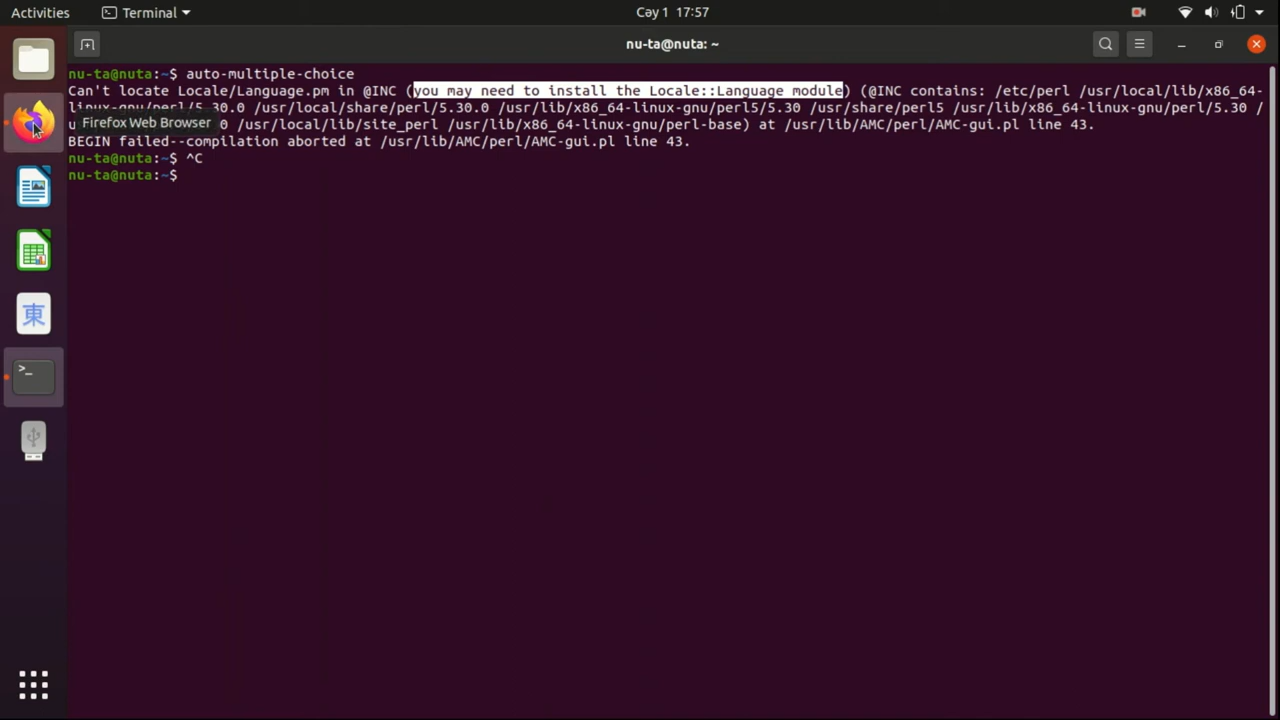 Activities
Terminal
Cəy 1 17:57
nu-ta@nuta: ~
nu-ta@nuta:~$ auto-multiple-choice
Can't locate Locale/Language.pm in @INC (you may need to install the Locale::Language module) (@INC contains: /etc/perl /usr/local/lib/x86_64-
linux-gnu/perl/5.30.0 /usr/local/share/perl/5.30.0 /usr/lib/x86_64-linux-gnu/perl5/5.30 /usr/share/perl5 /usr/lib/x86_64-linux-gnu/perl/5.30 /
0 /usr/local/lib/site_perl /usr/lib/x86_64-linux-gnu/perl-base) at /usr/lib/AMC/perl/AMC-gui.pl line 43.
Firefox Web Browser
BEGIN failed--compilation aborted at /usr/lib/AMC/perl/AMC-gui.pl line 43.
nu-ta@nuta:~$ ^C
nu-ta@nuta:~$
東
>_